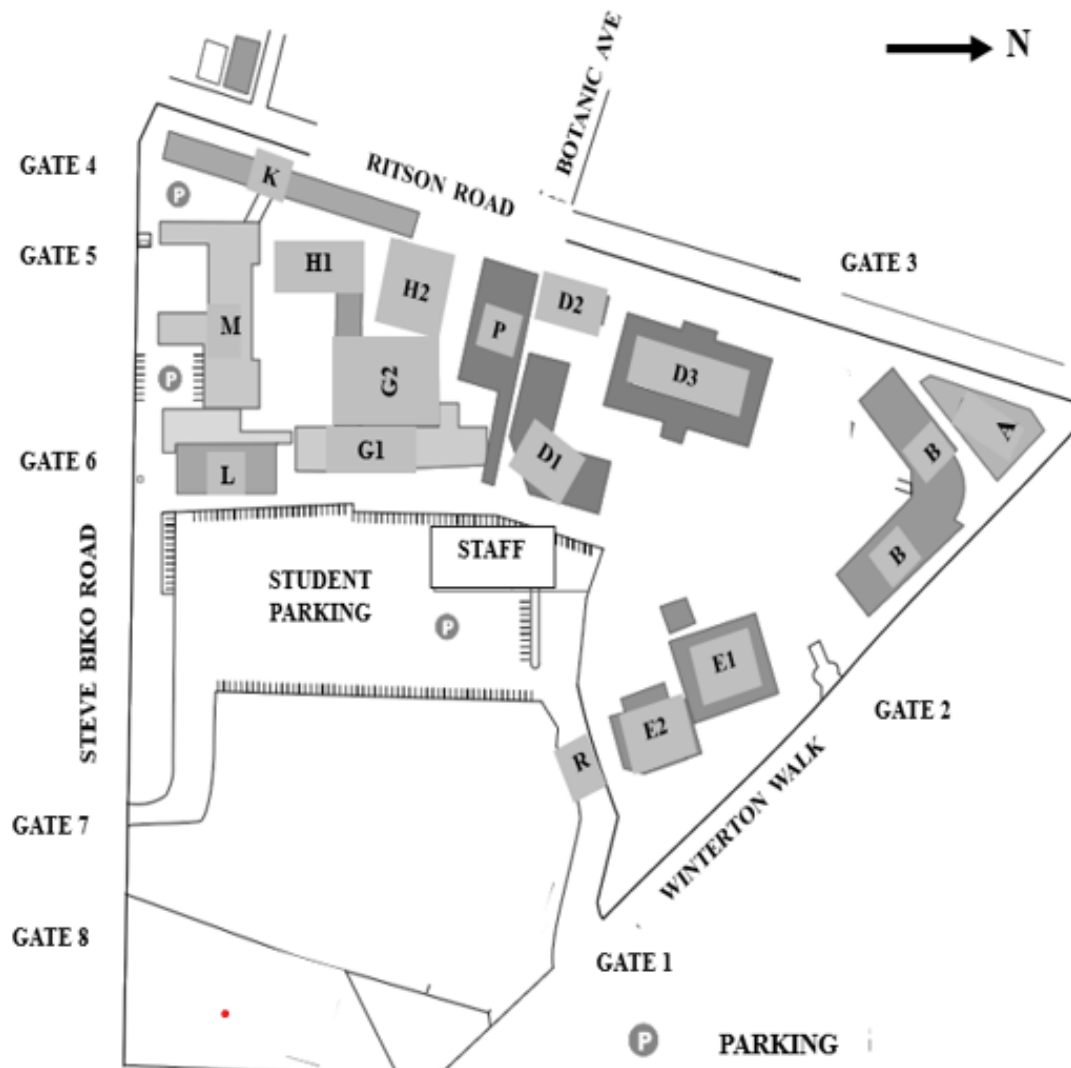 N
BOTANIC AVE
GATE 4
P
K
RITSON ROAD
GATE 5
H1
H2
D2
GATE 3
M
P
D3
P
G2
A
GATE 6
L
G1
D1
B
B
STAFF
STUDENT
PARKING
P
STEVE BIKO ROAD
E1
E2
GATE 2
R
WINTERTON WALK
GATE 7
GATE 8
GATE 1
P PARKING